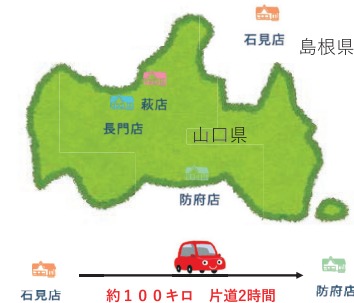 石見店
島根県
萩店
長門店
山口県
防府店
石見店
約１００キロ　片道2時間
防府店